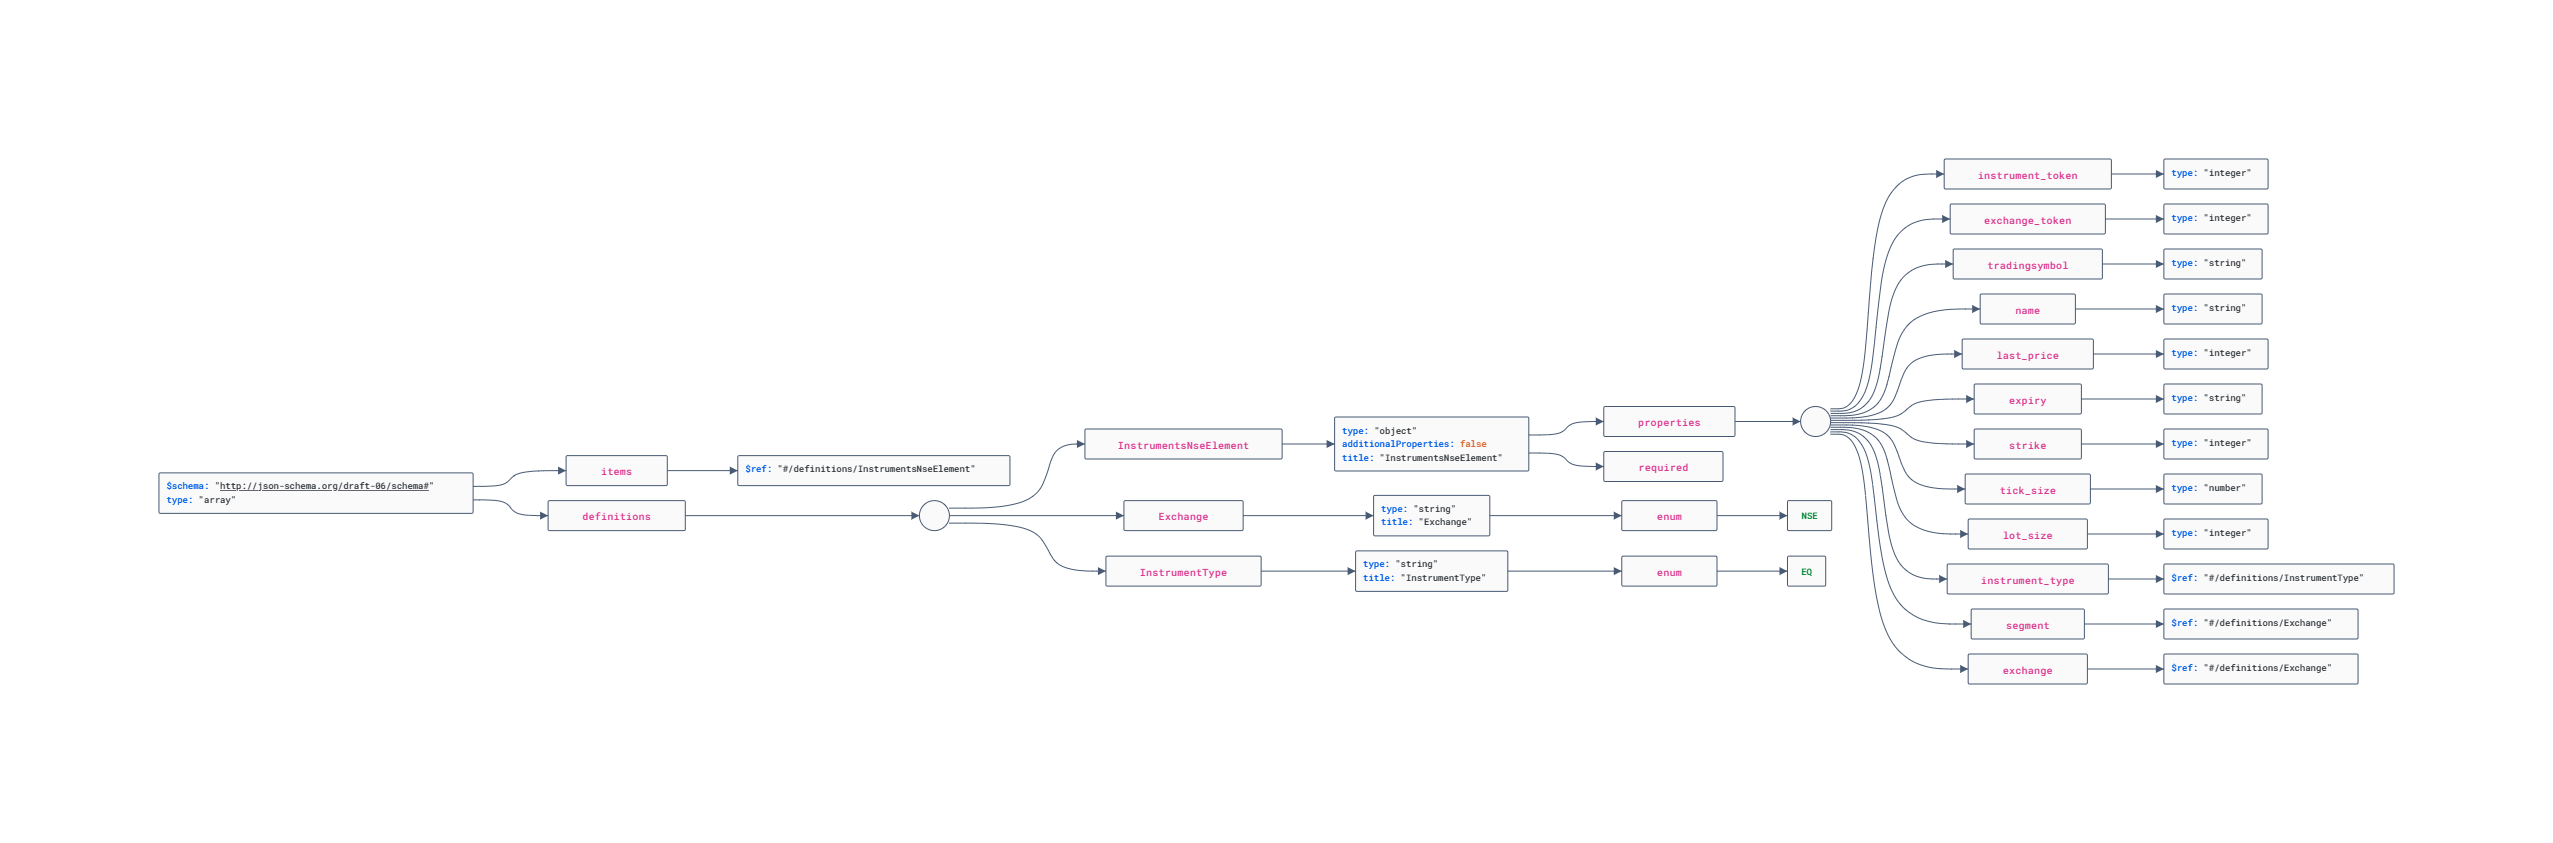 $schema: "http://json-schema.org/draft-06/schema#"
type: "array"
items
$ref: "#/definitions/InstrumentsNseElement"
definitions
InstrumentsNseElement
type: "object"
additionalProperties: false
title: "InstrumentsNseElement"
properties
required
Exchange
type: "string"
title: "Exchange"
enum
NSE
InstrumentType
type: "string"
title: "InstrumentType"
enum
EQ
instrument_token
type: "integer"
exchange_token
type: "integer"
tradingsymbol
type: "string"
name
type: "string"
last_price
type: "integer"
expiry
type: "string"
strike
type: "integer"
tick_size
type: "number"
lot_size
type: "integer"
instrument_type
$ref: "#/definitions/InstrumentType"
segment
$ref: "#/definitions/Exchange"
exchange
$ref: "#/definitions/Exchange"